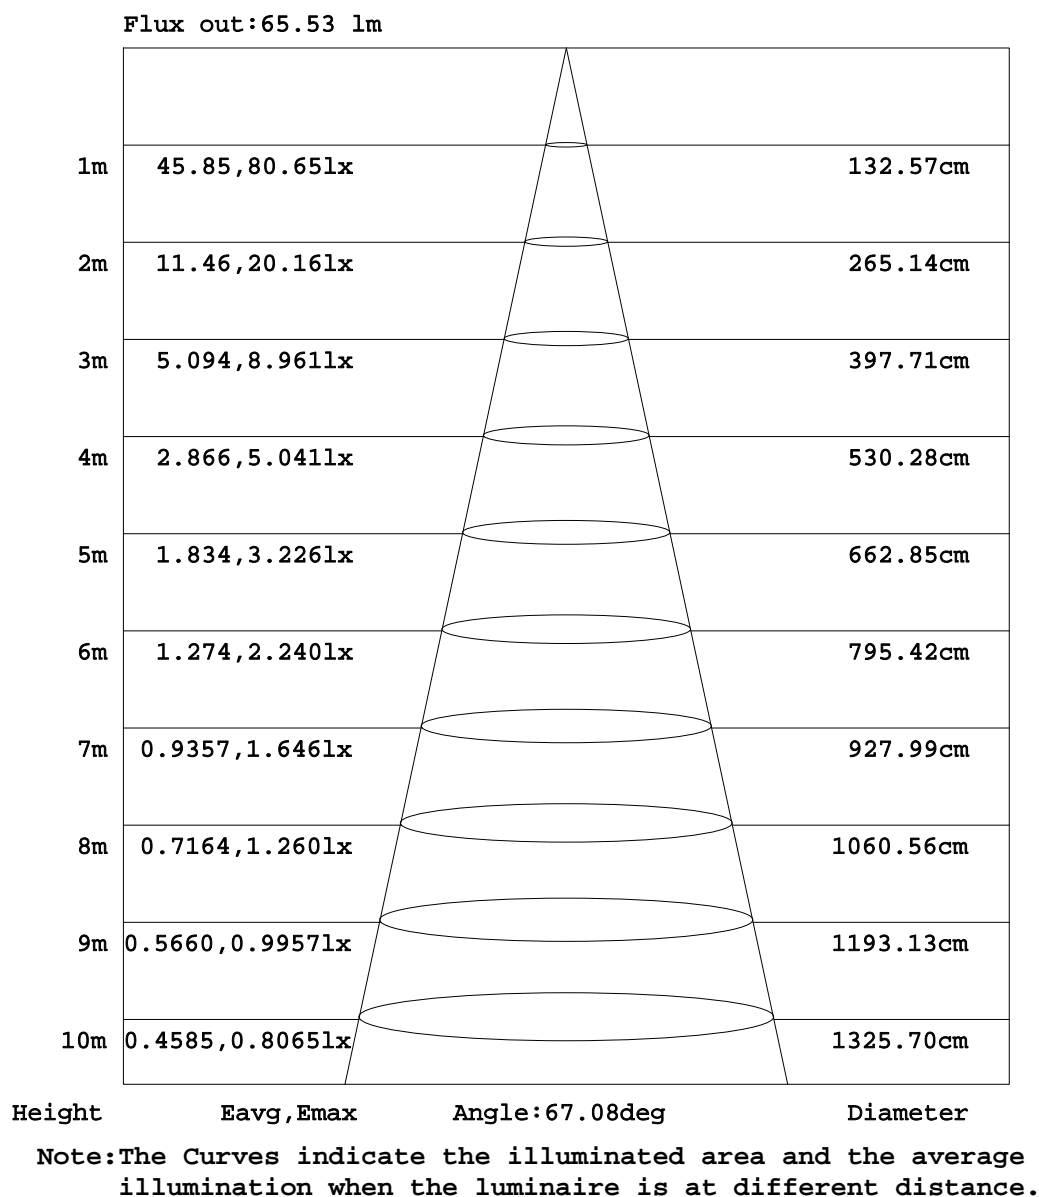 Flux out:65.53 lm
1m 45.85,80.65lx 132.57cm
2m 11.46,20.16lx 265.14cm
3m 5.094,8.961lx 397.71cm
4m 2.866,5.041lx 530.28cm
5m 1.834,3.226lx 662.85cm
6m 1.274,2.240lx 795.42cm
7m 0.9357,1.646lx 927.99cm
8m 0.7164,1.260lx 1060.56cm
9m 0.5660,0.9957lx 1193.13cm
10m 0.4585,0.8065lx 1325.70cm
Height Eavg,Emax Angle:67.08deg Diameter
Note:The Curves indicate the illuminated area and the average
illumination when the luminaire is at different distance.